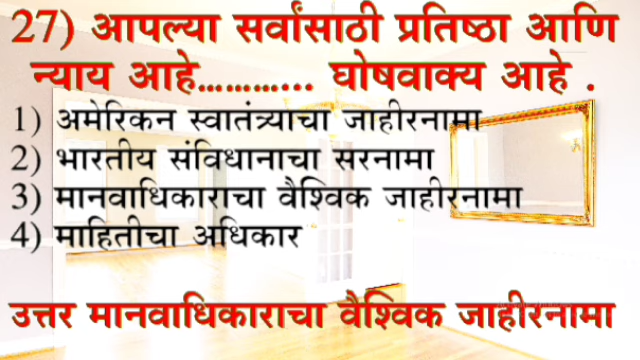 27) आपल्या सर्वांसाठी प्रतिष्ठा आणि
न्याय आहे............ घोषवाक्य आहे .
1) अमेरिकन स्वातंत्र्याचा जाहीरनामा
2) भारतीय संविधानाचा सरनामा
3) मानवाधिकाराचा वैश्विक जाहीरनामा
4) माहितीचा अधिकार
उत्तर मानवाधिकाराचा वैश्विक जाहीरनामा